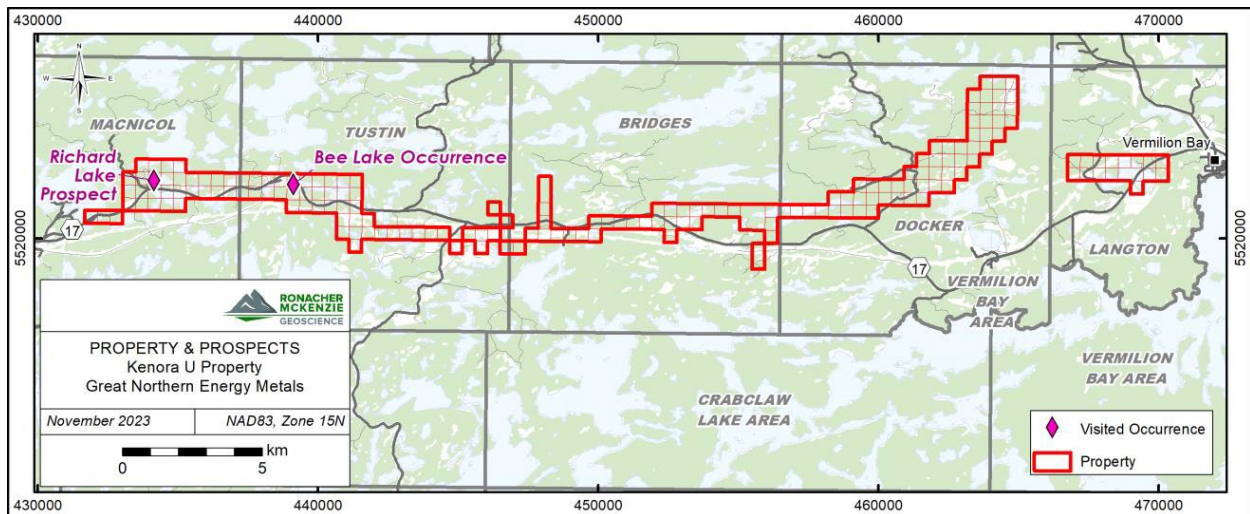 430000
440000
450000
460000
470000
N
W
E
S
MACNICOL
TUSTIN
BRIDGES
Richard
Lake
Prospect
Bee Lake Occurrence
Vermilion Bay
17
DOCKER
LANGTON
17
5520000
5520000
VERMILION
BAY
AREA
VERMILION
BAY AREA
CRABCLAW
LAKE AREA
RONACHER
MCKENZIE
GEOSCIENCE
PROPERTY & PROSPECTS
Kenora U Property
Great Northern Energy Metals
November 2023
NAD83, Zone 15N
km
0
5
Visited Occurrence
Property
430000
440000
450000
460000
470000